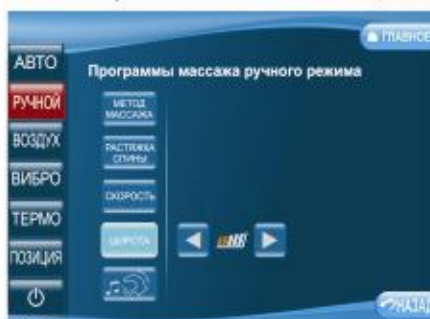 ГЛАВНОЕ
АВТО
Программы массажа ручного режима
РУЧНОЙ
МЕТОД
МАССАЖА
ВОЗДУХ
РАСТЯЖКА
СПИНЫ
ВИБРО
СКОРОСТЬ
ТЕРМО
ШИРОТА
ПОЗИЦИЯ
НАЗАД